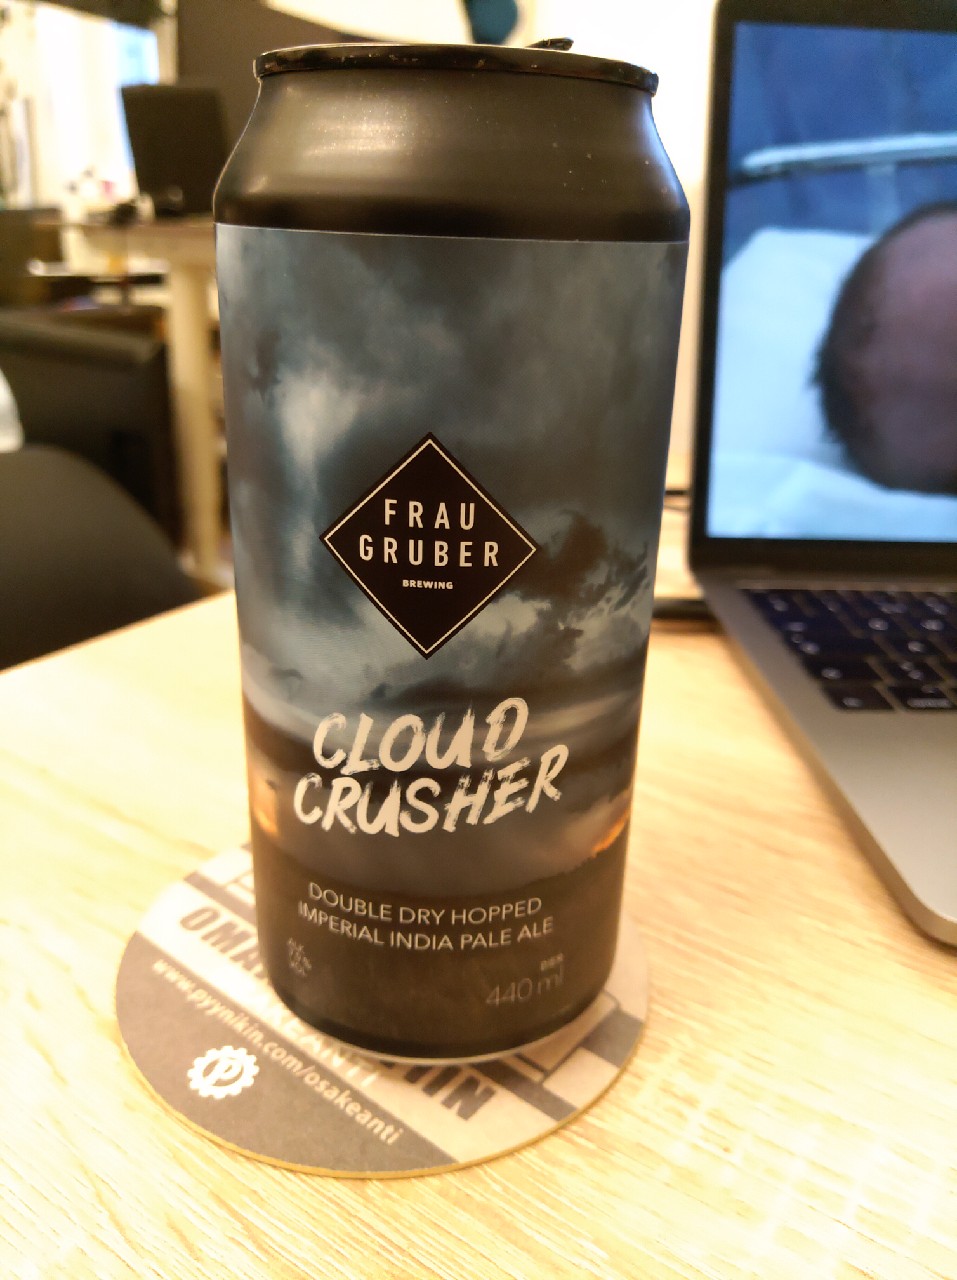 FRAU
GRUBER
BREWING
CLOUD
CRUSHER
DOUBLE DRY HOPPED
IMPERIAL INDIA PALE ALE
440 ml
www.pyynikin.com/osakeanti